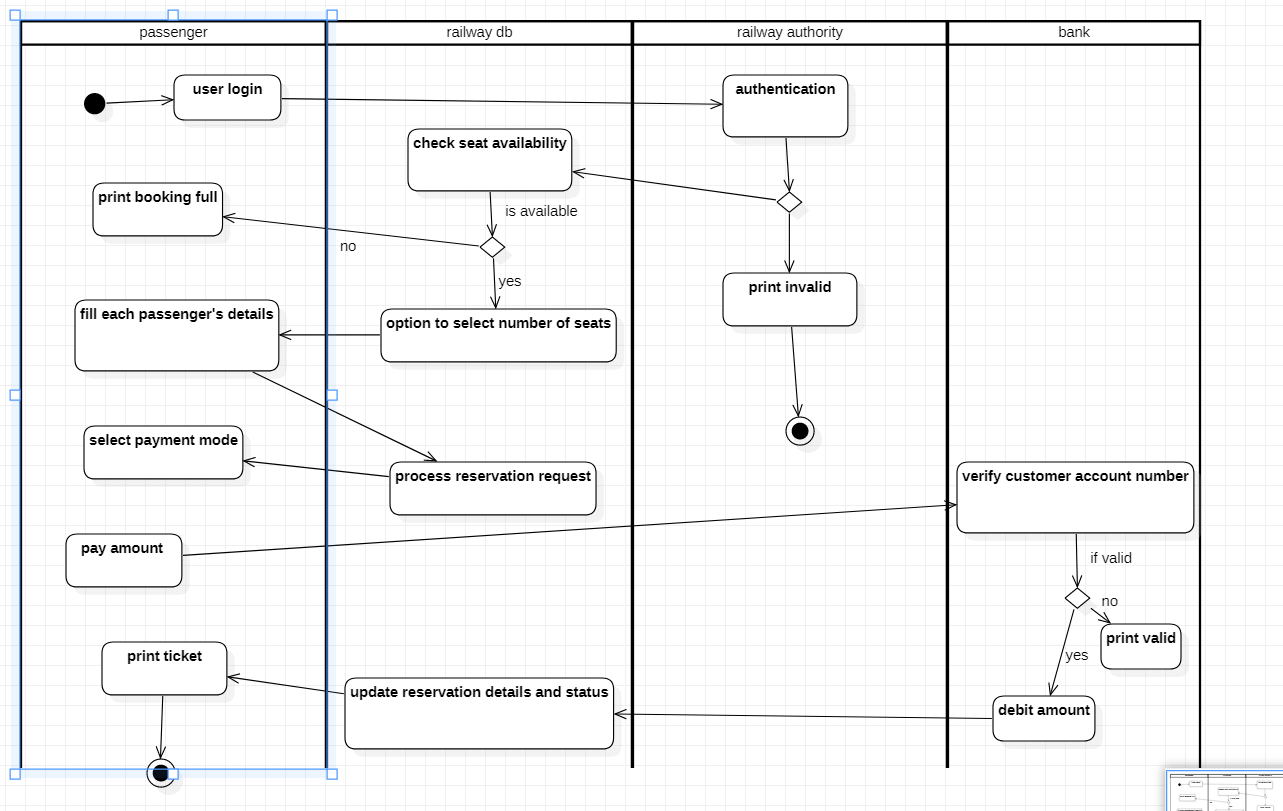 passenger
railway db
railway authority
bank
user login
authentication
check seat availability
print booking full
is available
no
yes
print invalid
fill each passenger's details
option to select number of seats
select payment mode
process reservation request
verify customer account number
pay amount
if valid
no
print valid
yes
print ticket
update reservation details and status
debit amount